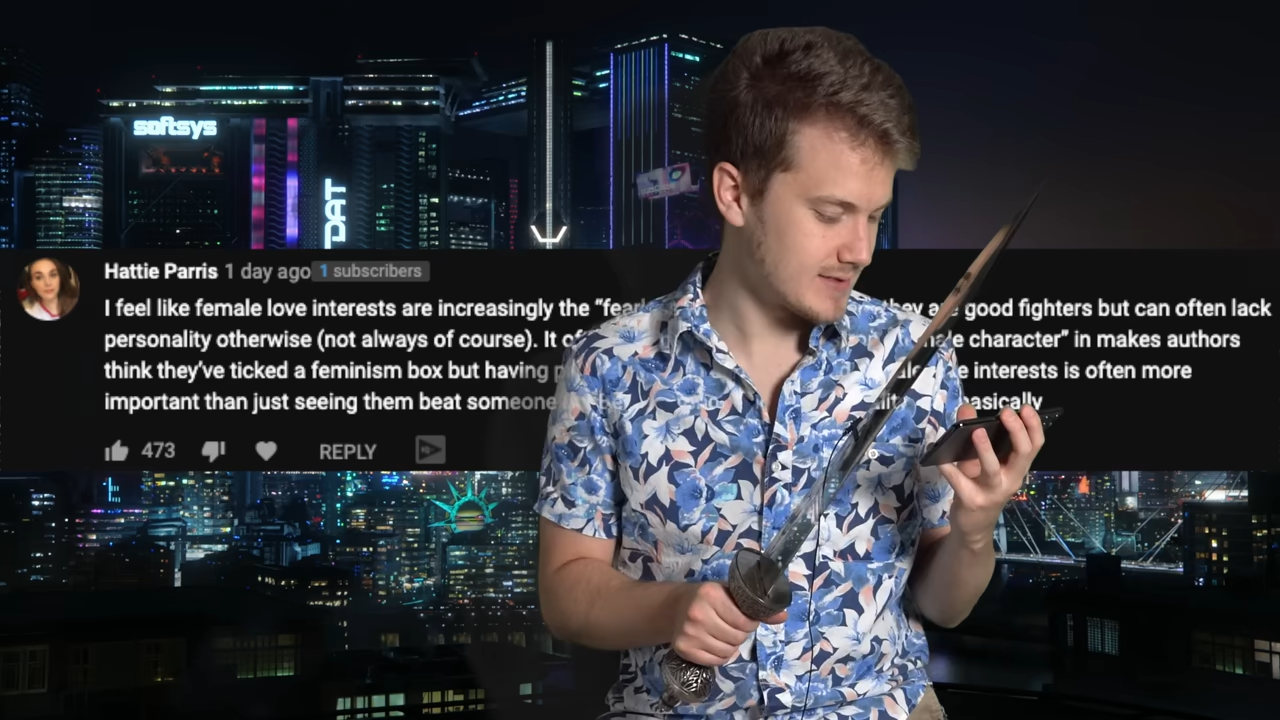 softsys
DAT
Hattie Parris 1 day ago 1 subscribers
I feel like female love interests are increasingly the “fear they are good fighters but can often lack
personality otherwise (not always of course). It of character” in makes authors
think they’ve ticked a feminism box but having interests is often more
important than just seeing them beat someone basically
473 REPLY